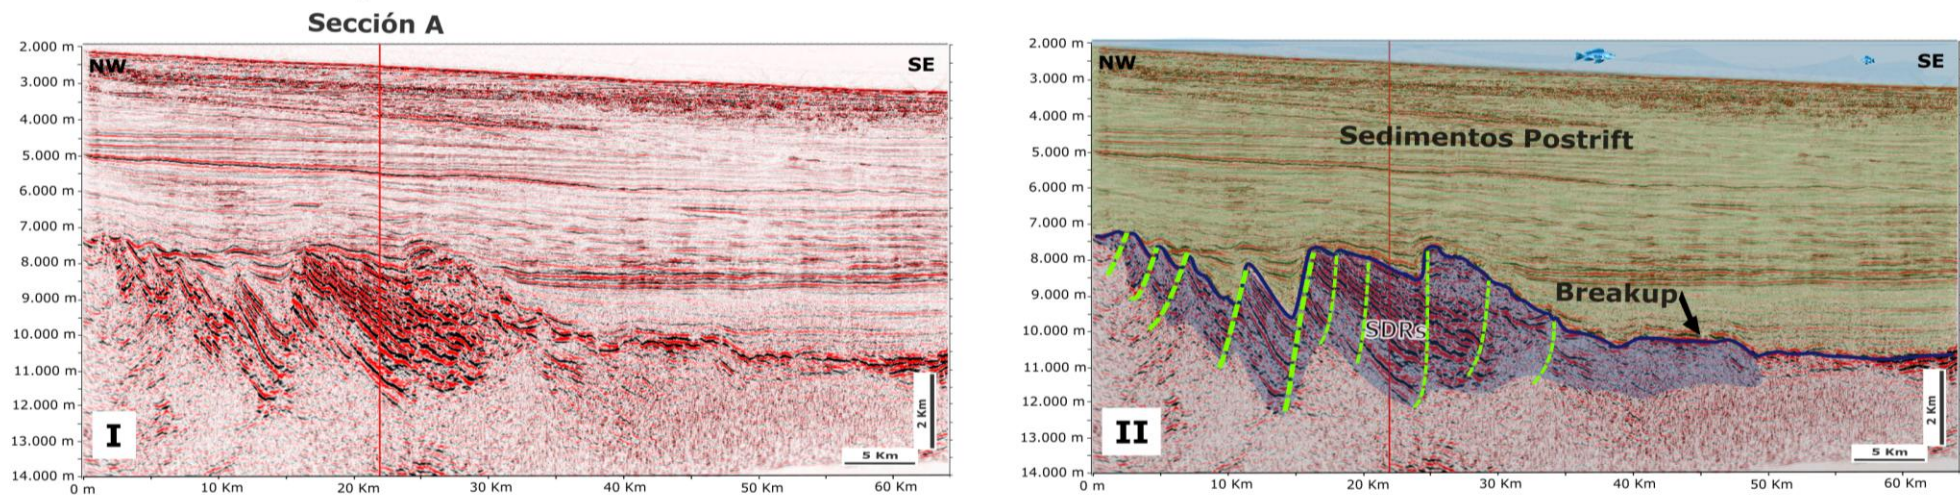 Sección A
2.000 m
3.000 m
4.000 m
5.000 m
6.000 m
7.000 m
8.000 m
9.000 m
10.000 m
11.000 m
12.000 m
13.000 m
14.000 m
NW
SE
I
2 Km
5 Km
0 m
10 Km
20 Km
30 Km
40 Km
50 Km
60 Km
2.000 m
3.000 m
4.000 m
5.000 m
6.000 m
7.000 m
8.000 m
9.000 m
10.000 m
11.000 m
12.000 m
13.000 m
14.000 m
NW
SE
Sedimentos Postrift
Breakup
SDRs
II
2 Km
5 Km
0 m
10 Km
20 Km
30 Km
40 Km
50 Km
60 Km